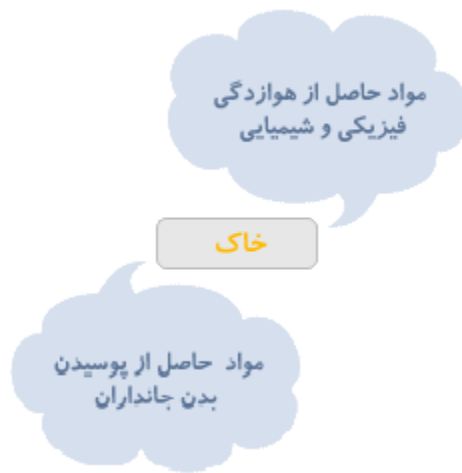 مواد حاصل از هوازدگی
فیزیکی و شیمیایی
خاک
مواد حاصل از پوسیدن
بدن جانداران